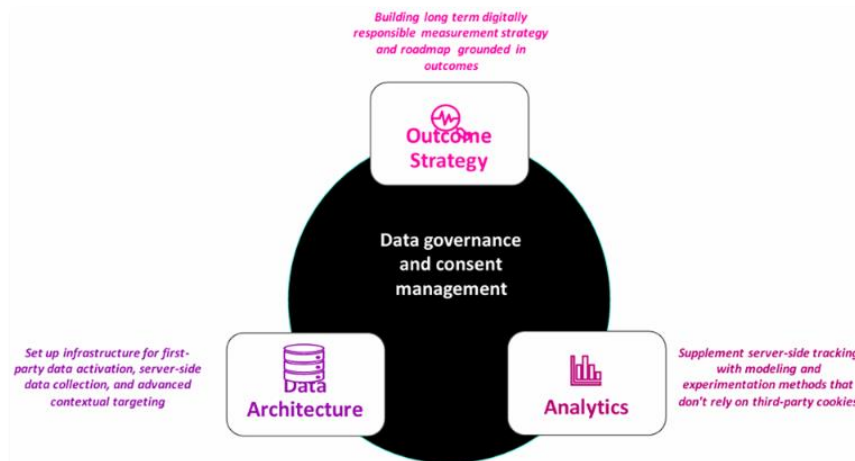 Building long term digitally
responsible measurement strategy
and roadmap grounded in
outcomes
Outcome
Strategy
Data governance
and consent
management
Set up infrastructure for first-
party data activation, server-side
data collection, and advanced
contextual targeting
Data
Architecture
Analytics
Supplement server-side tracking
with modeling and
experimentation methods that
don't rely on third-party cookies